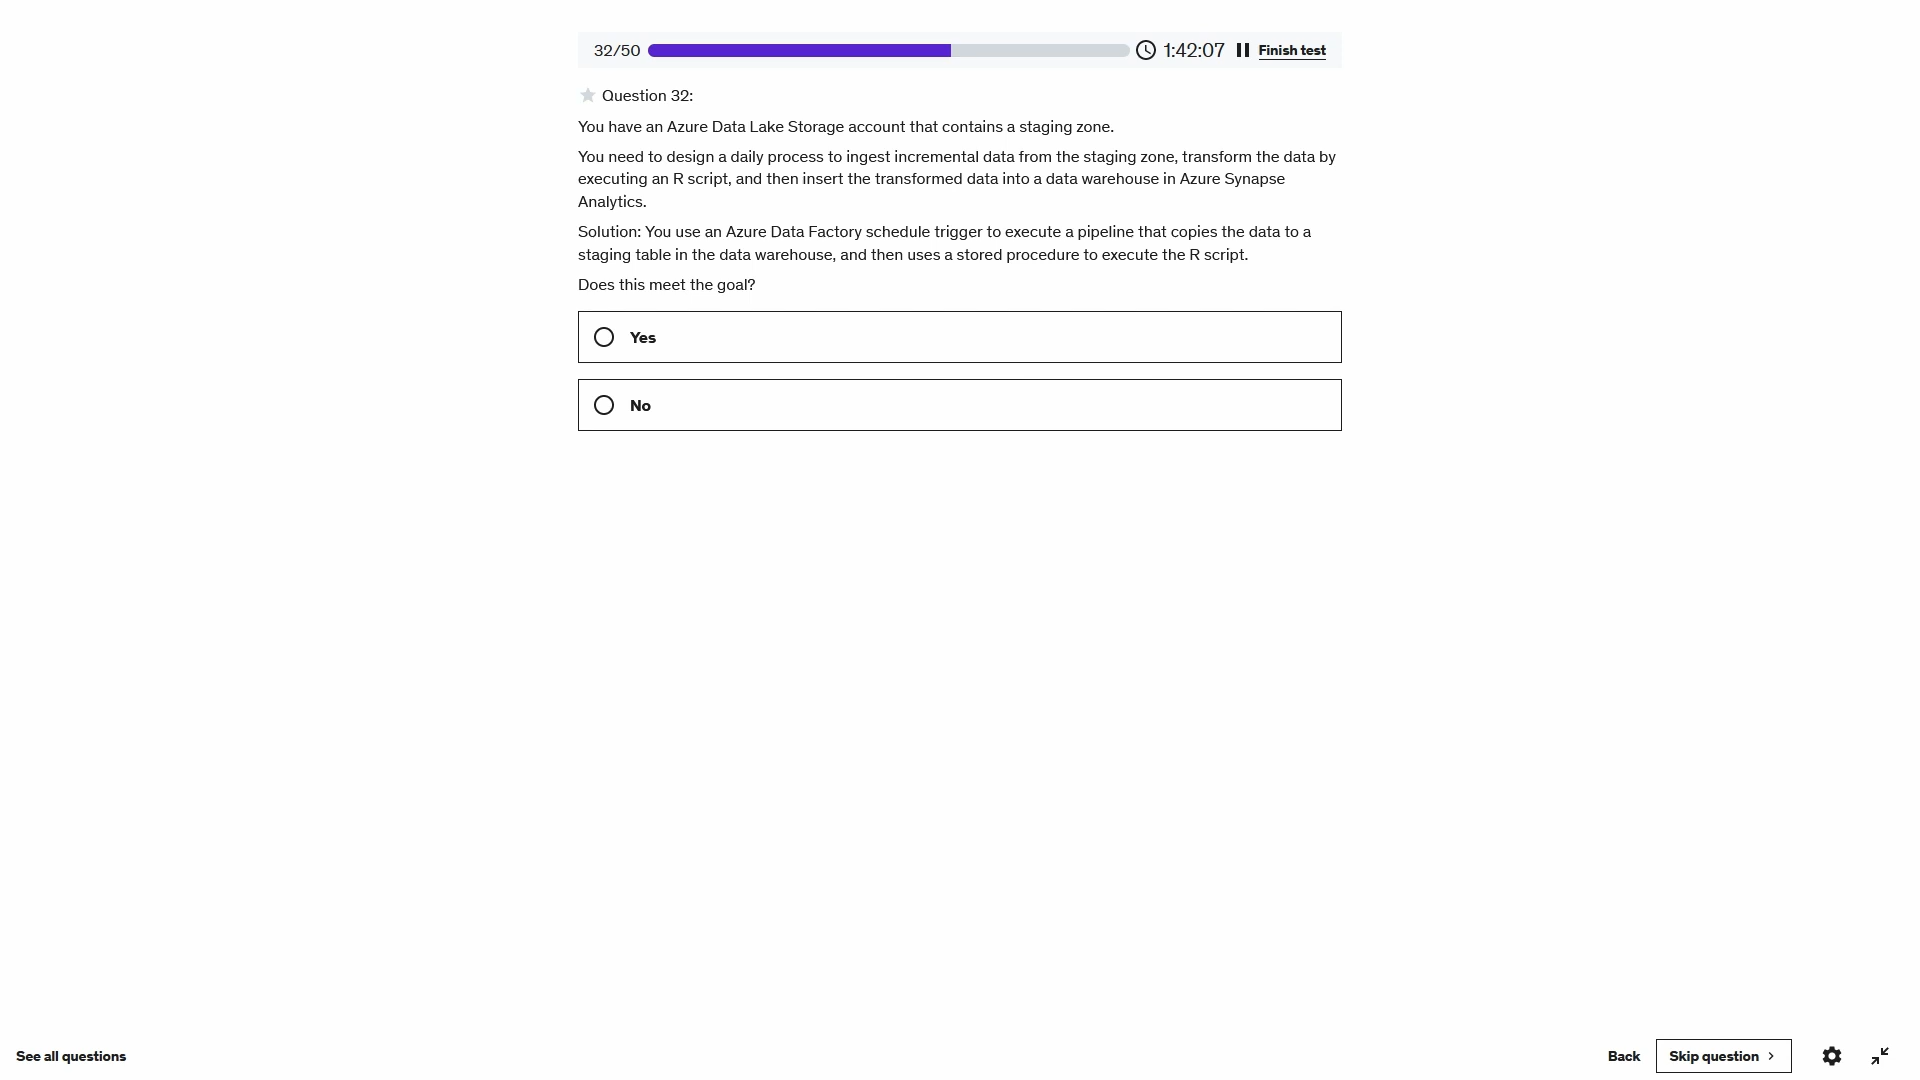 32/50 1:42:07 Finish test
Question 32:
You have an Azure Data Lake Storage account that contains a staging zone.
You need to design a daily process to ingest incremental data from the staging zone, transform the data by
executing an R script, and then insert the transformed data into a data warehouse in Azure Synapse
Analytics.
Solution: You use an Azure Data Factory schedule trigger to execute a pipeline that copies the data to a
staging table in the data warehouse, and then uses a stored procedure to execute the R script.
Does this meet the goal?
Yes
No
See all questions
Back
Skip question